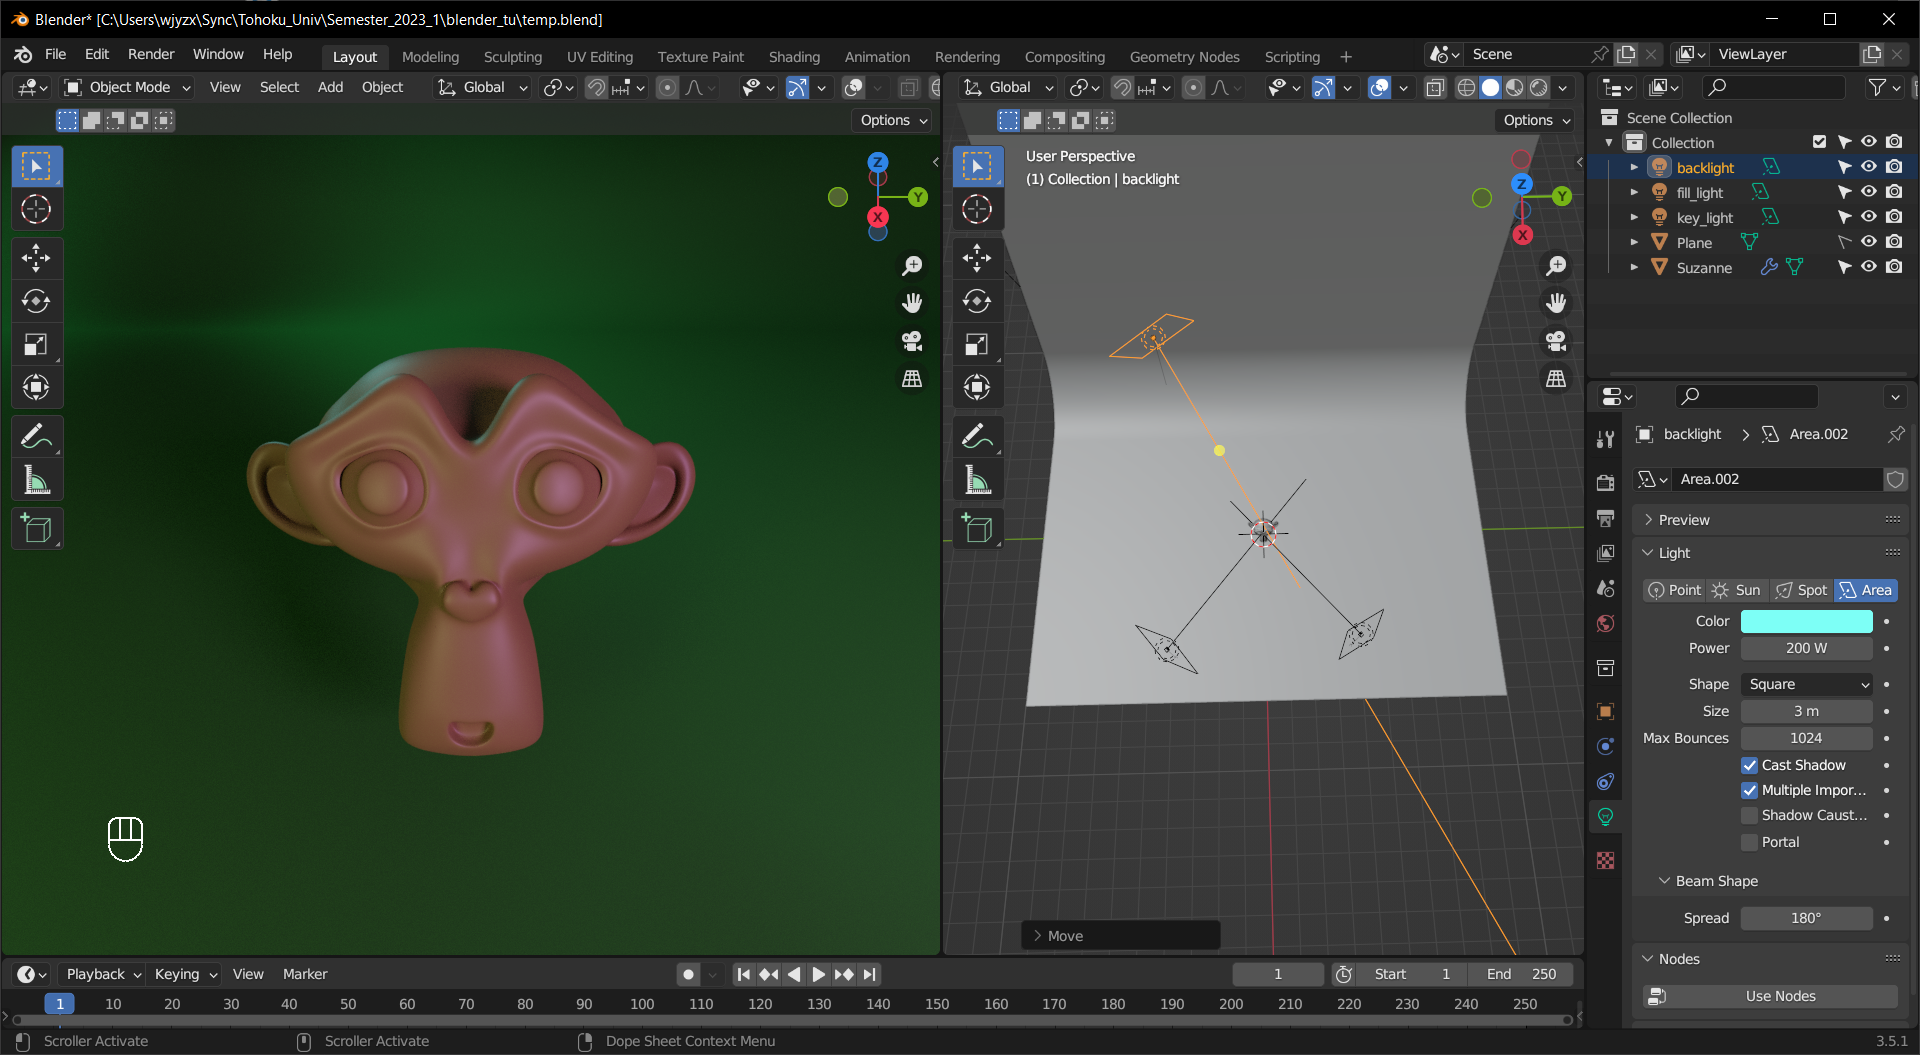 Blender* [C:\Users\wjyzx\Sync\Tohoku_Univ\Semester_2023_1\blender_tu\temp.blend]
File Edit Render Window Help Layout Modeling Sculpting UV Editing Texture Paint Shading Animation Rendering Compositing Geometry Nodes Scripting + Scene ViewLayer
Object Mode View Select Add Object Global Global
Options Options
Z
Y
X
User Perspective
(1) Collection | backlight
Z
Y
X
Move
Scene Collection
Collection
backlight
fill_light
key_light
Plane
Suzanne
backlight > Area.002
Area.002
Preview
Light
Point Sun Spot Area
Color
Power 200 W
Shape Square
Size 3 m
Max Bounces 1024
Cast Shadow
Multiple Impor...
Shadow Caust...
Portal
Beam Shape
Spread 180°
Nodes
Use Nodes
Playback Keying View Marker 1 Start 1 End 250
1 10 20 30 40 50 60 70 80 90 100 110 120 130 140 150 160 170 180 190 200 210 220 230 240 250
Scroller Activate Scroller Activate Dope Sheet Context Menu 3.5.1